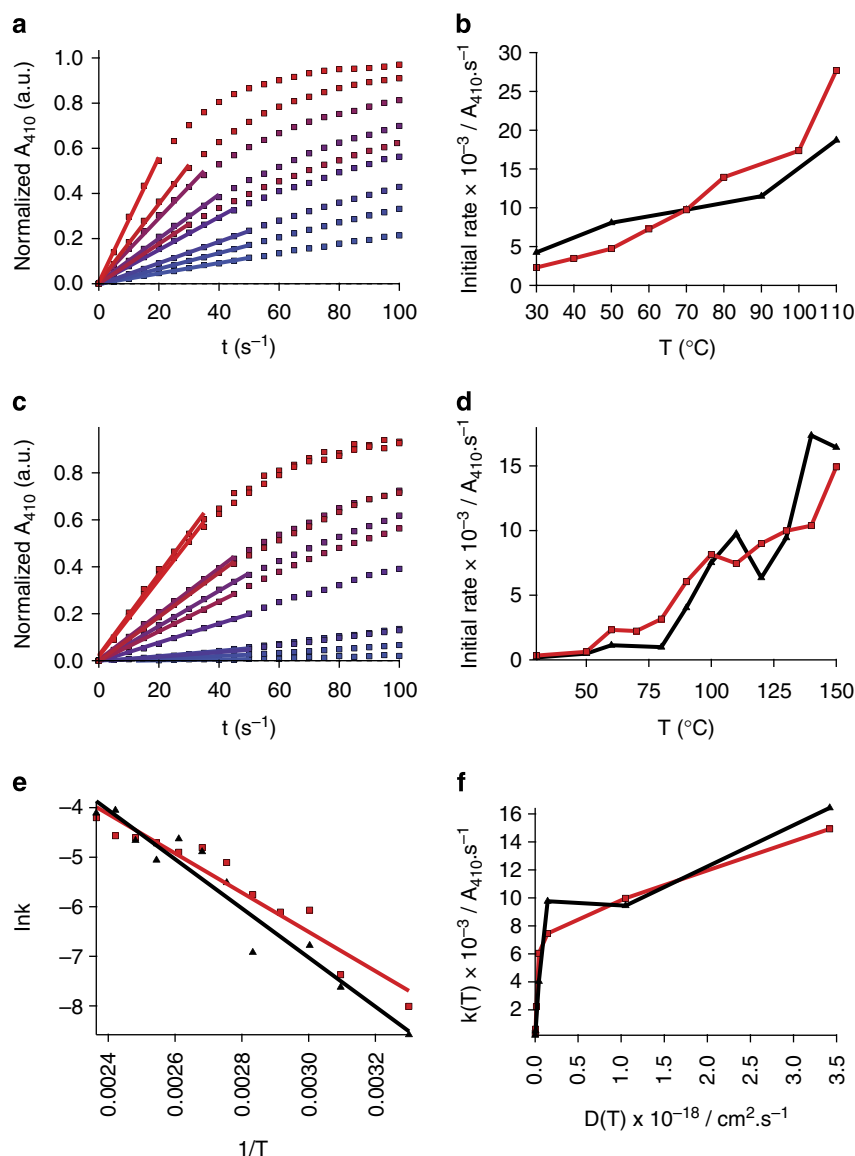 a
Normalized A410 (a.u.)
1.0
0.8
0.6
0.4
0.2
0.0
0 20 40 60 80 100
t (s–1)
b
Initial rate × 10–3 / A410.s–1
30
25
20
15
10
5
0
30 40 50 60 70 80 90 100 110
T (°C)
c
Normalized A410 (a.u.)
0.8
0.6
0.4
0.2
0.0
0 20 40 60 80 100
t (s–1)
d
Initial rate × 10–3 / A410.s–1
15
10
5
0
50 75 100 125 150
T (°C)
e
lnk
–4
–5
–6
–7
–8
0.0024 0.0026 0.0028 0.0030 0.0032
1/T
f
k(T) × 10–3 / A410.s–1
16
14
12
10
8
6
4
2
0.0 0.5 1.0 1.5 2.0 2.5 3.0 3.5
D(T) x 10–18 / cm2.s–1